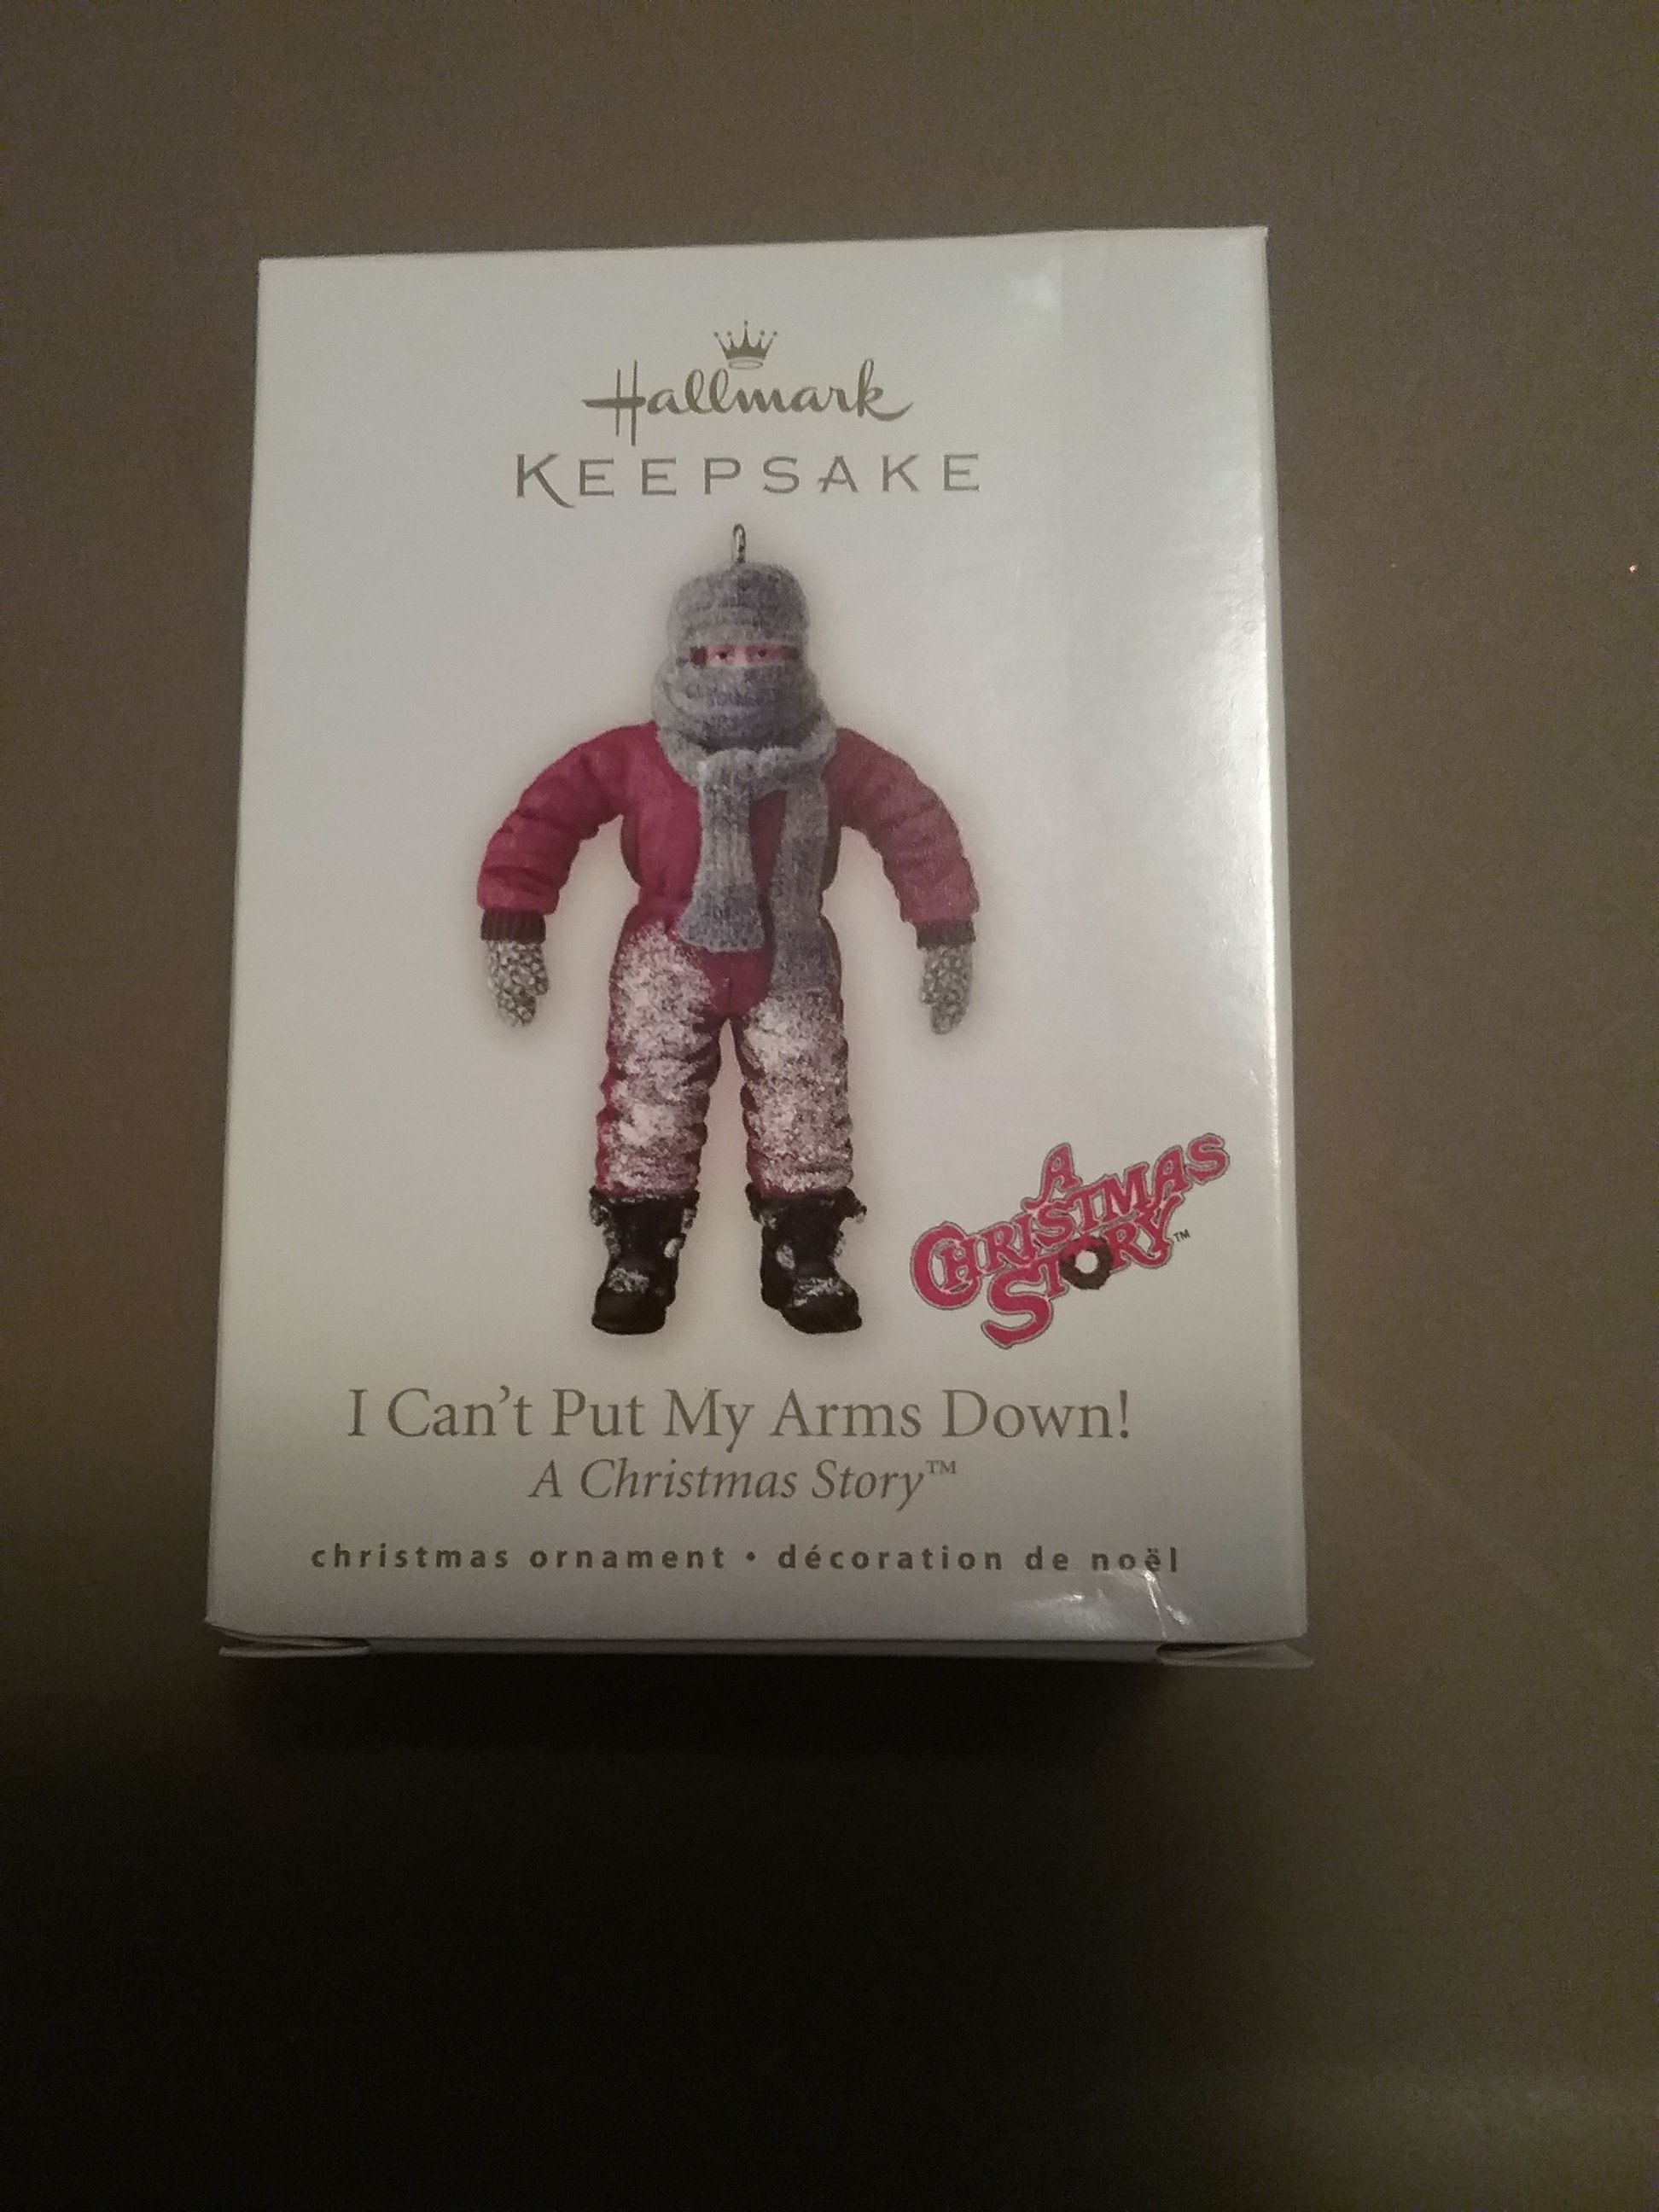 Hallmark
KEEPSAKE
A
CHRISTMAS
STORY™
I Can't Put My Arms Down!
A Christmas Story™
christmas ornament • décoration de noël